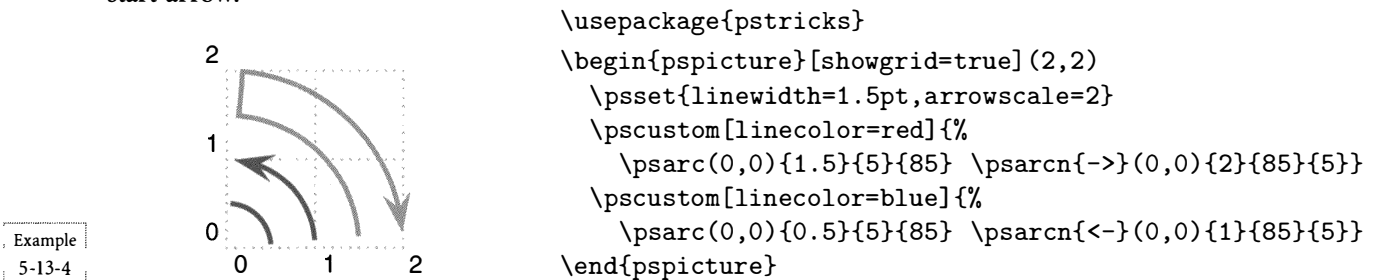 start arrow.
2
1
0
0 1 2
Example
5-13-4
\usepackage{pstricks}
\begin{pspicture}[showgrid=true](2,2)
\psset{linewidth=1.5pt,arrowscale=2}
\pscustom[linecolor=red]{%
\psarc(0,0){1.5}{5}{85} \psarcn{->}(0,0){2}{85}{5}}
\pscustom[linecolor=blue]{%
\psarc(0,0){0.5}{5}{85} \psarcn{<-}(0,0){1}{85}{5}}
\end{pspicture}